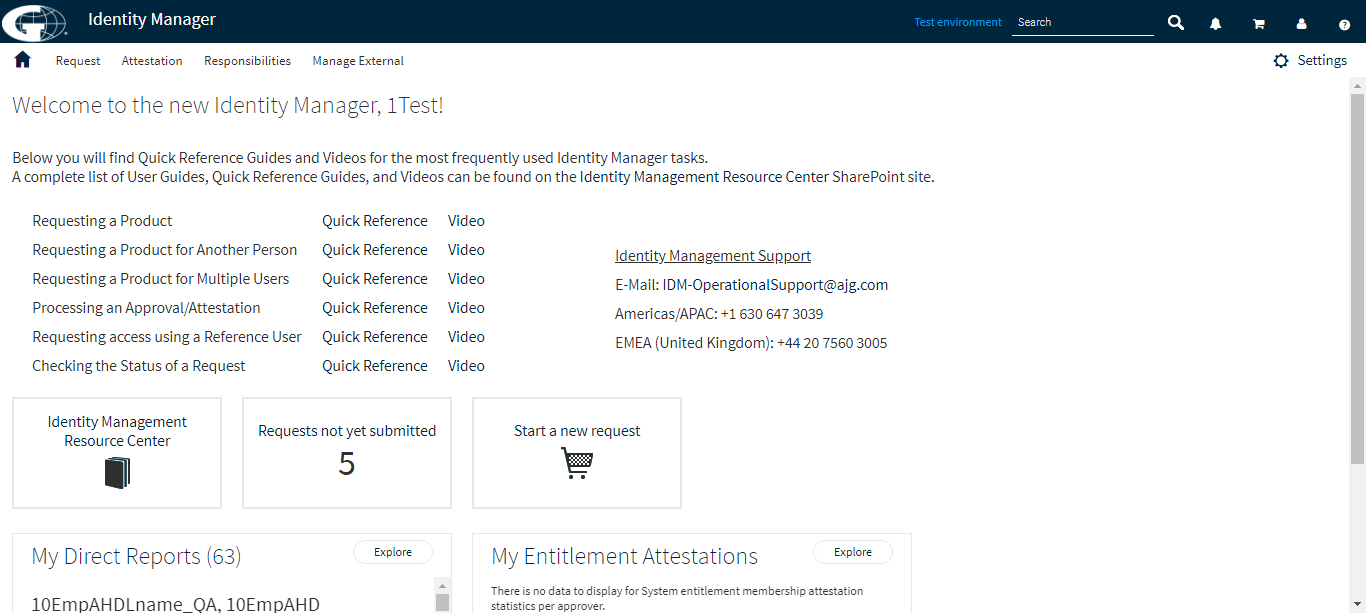 Identity Manager
Test environment
Search
Request Attestation Responsibilities Manage External
Settings
Welcome to the new Identity Manager, 1Test!
Below you will find Quick Reference Guides and Videos for the most frequently used Identity Manager tasks.
A complete list of User Guides, Quick Reference Guides, and Videos can be found on the Identity Management Resource Center SharePoint site.
Requesting a Product Quick Reference Video
Requesting a Product for Another Person Quick Reference Video
Requesting a Product for Multiple Users Quick Reference Video
Processing an Approval/Attestation Quick Reference Video
Requesting access using a Reference User Quick Reference Video
Checking the Status of a Request Quick Reference Video
Identity Management Support
E-Mail: IDM-OperationalSupport@ajg.com
Americas/APAC: +1 630 647 3039
EMEA (United Kingdom): +44 20 7560 3005
Identity Management
Resource Center
Requests not yet submitted
5
Start a new request
My Direct Reports (63)
Explore
10EmpAHDLname_QA, 10EmpAHD
My Entitlement Attestations
Explore
There is no data to display for System entitlement membership attestation
statistics per approver.